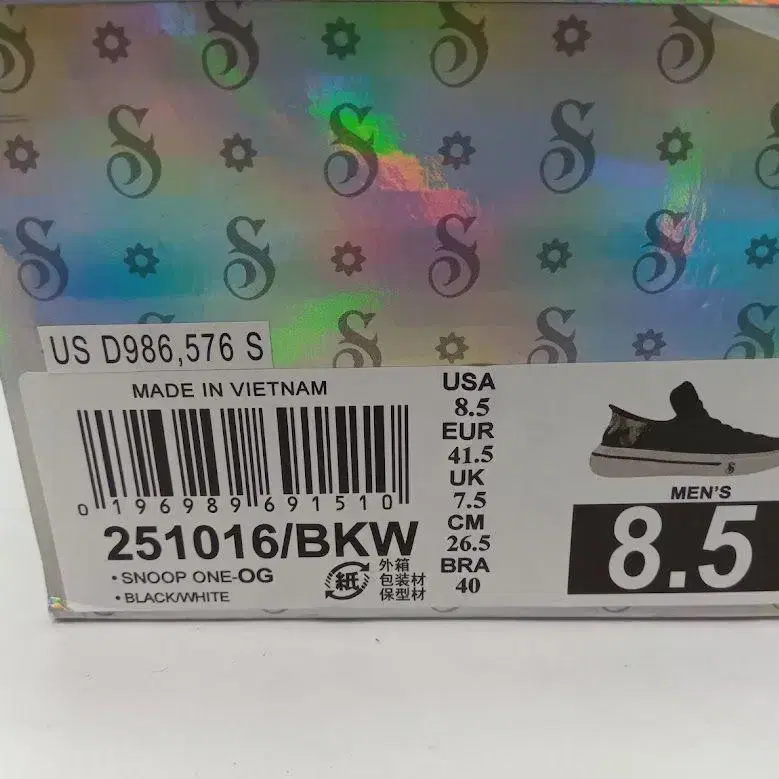 US D986,576 S
MADE IN VIETNAM
0 196989 691510
251016/BKW
• SNOOP ONE-OG
• BLACK/WHITE
紙
外箱
包装材
保型材
USA
8.5
EUR
41.5
UK
7.5
CM
26.5
BRA
40
MEN'S
8.5